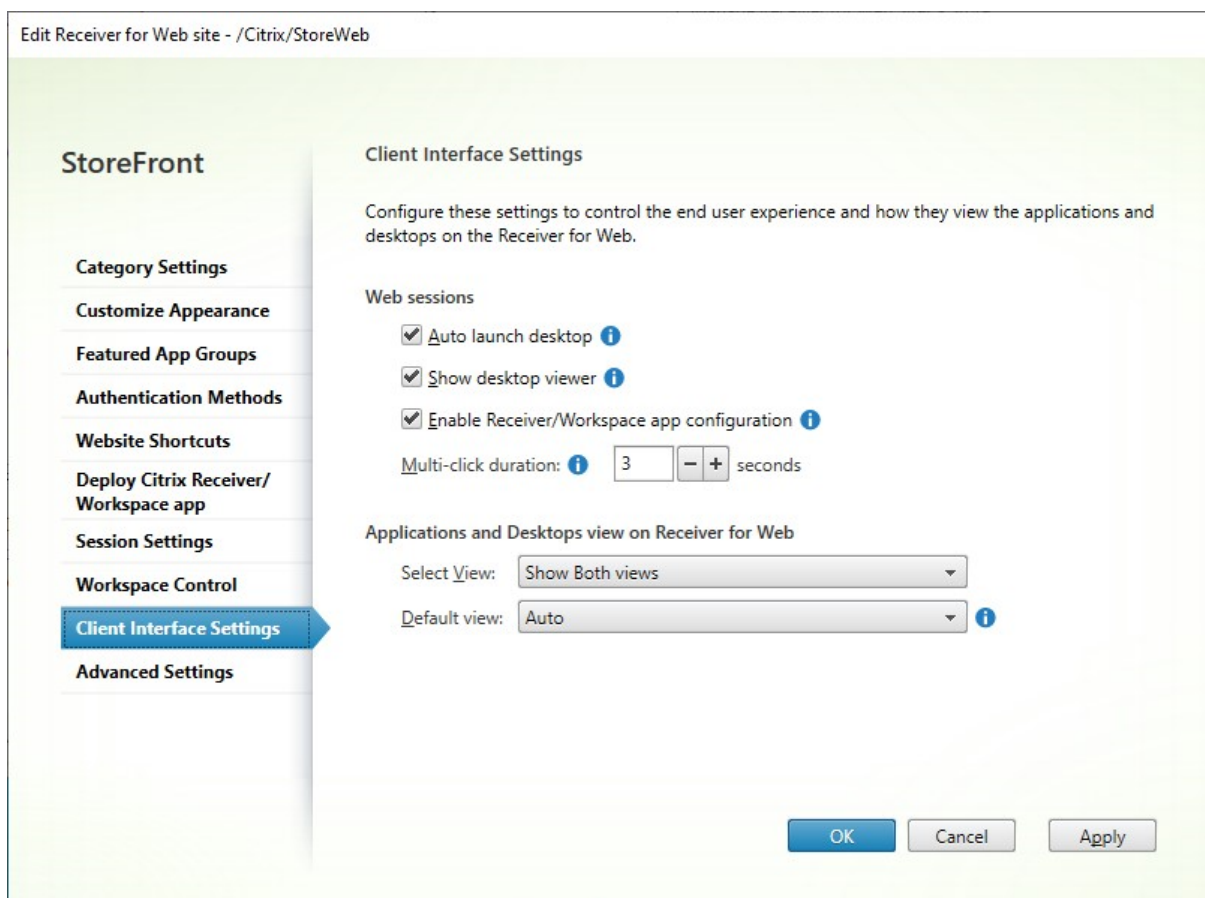 Edit Receiver for Web site - /Citrix/StoreWeb
StoreFront
Category Settings
Customize Appearance
Featured App Groups
Authentication Methods
Website Shortcuts
Deploy Citrix Receiver/
Workspace app
Session Settings
Workspace Control
Client Interface Settings
Advanced Settings
Client Interface Settings
Configure these settings to control the end user experience and how they view the applications and
desktops on the Receiver for Web.
Web sessions
Auto launch desktop
Show desktop viewer
Enable Receiver/Workspace app configuration
Multi-click duration: 3 seconds
Applications and Desktops view on Receiver for Web
Select View: Show Both views
Default view: Auto
OK Cancel Apply